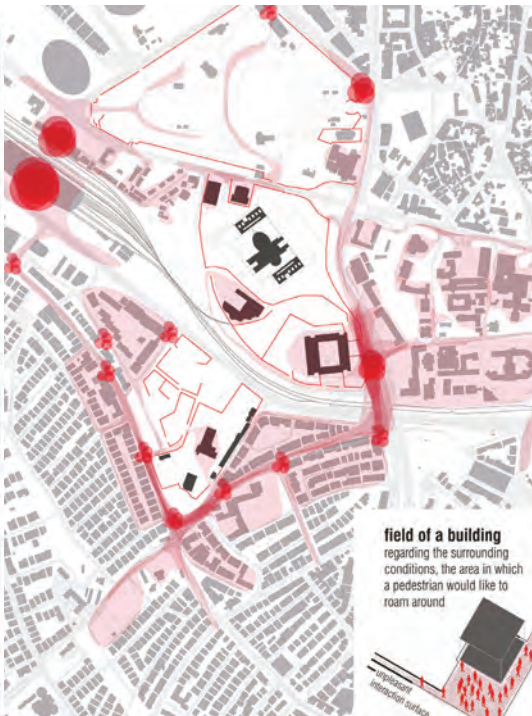 field of a building
regarding the surrounding
conditions, the area in which
a pedestrian would like to
roam around
unpleasant
interaction surface